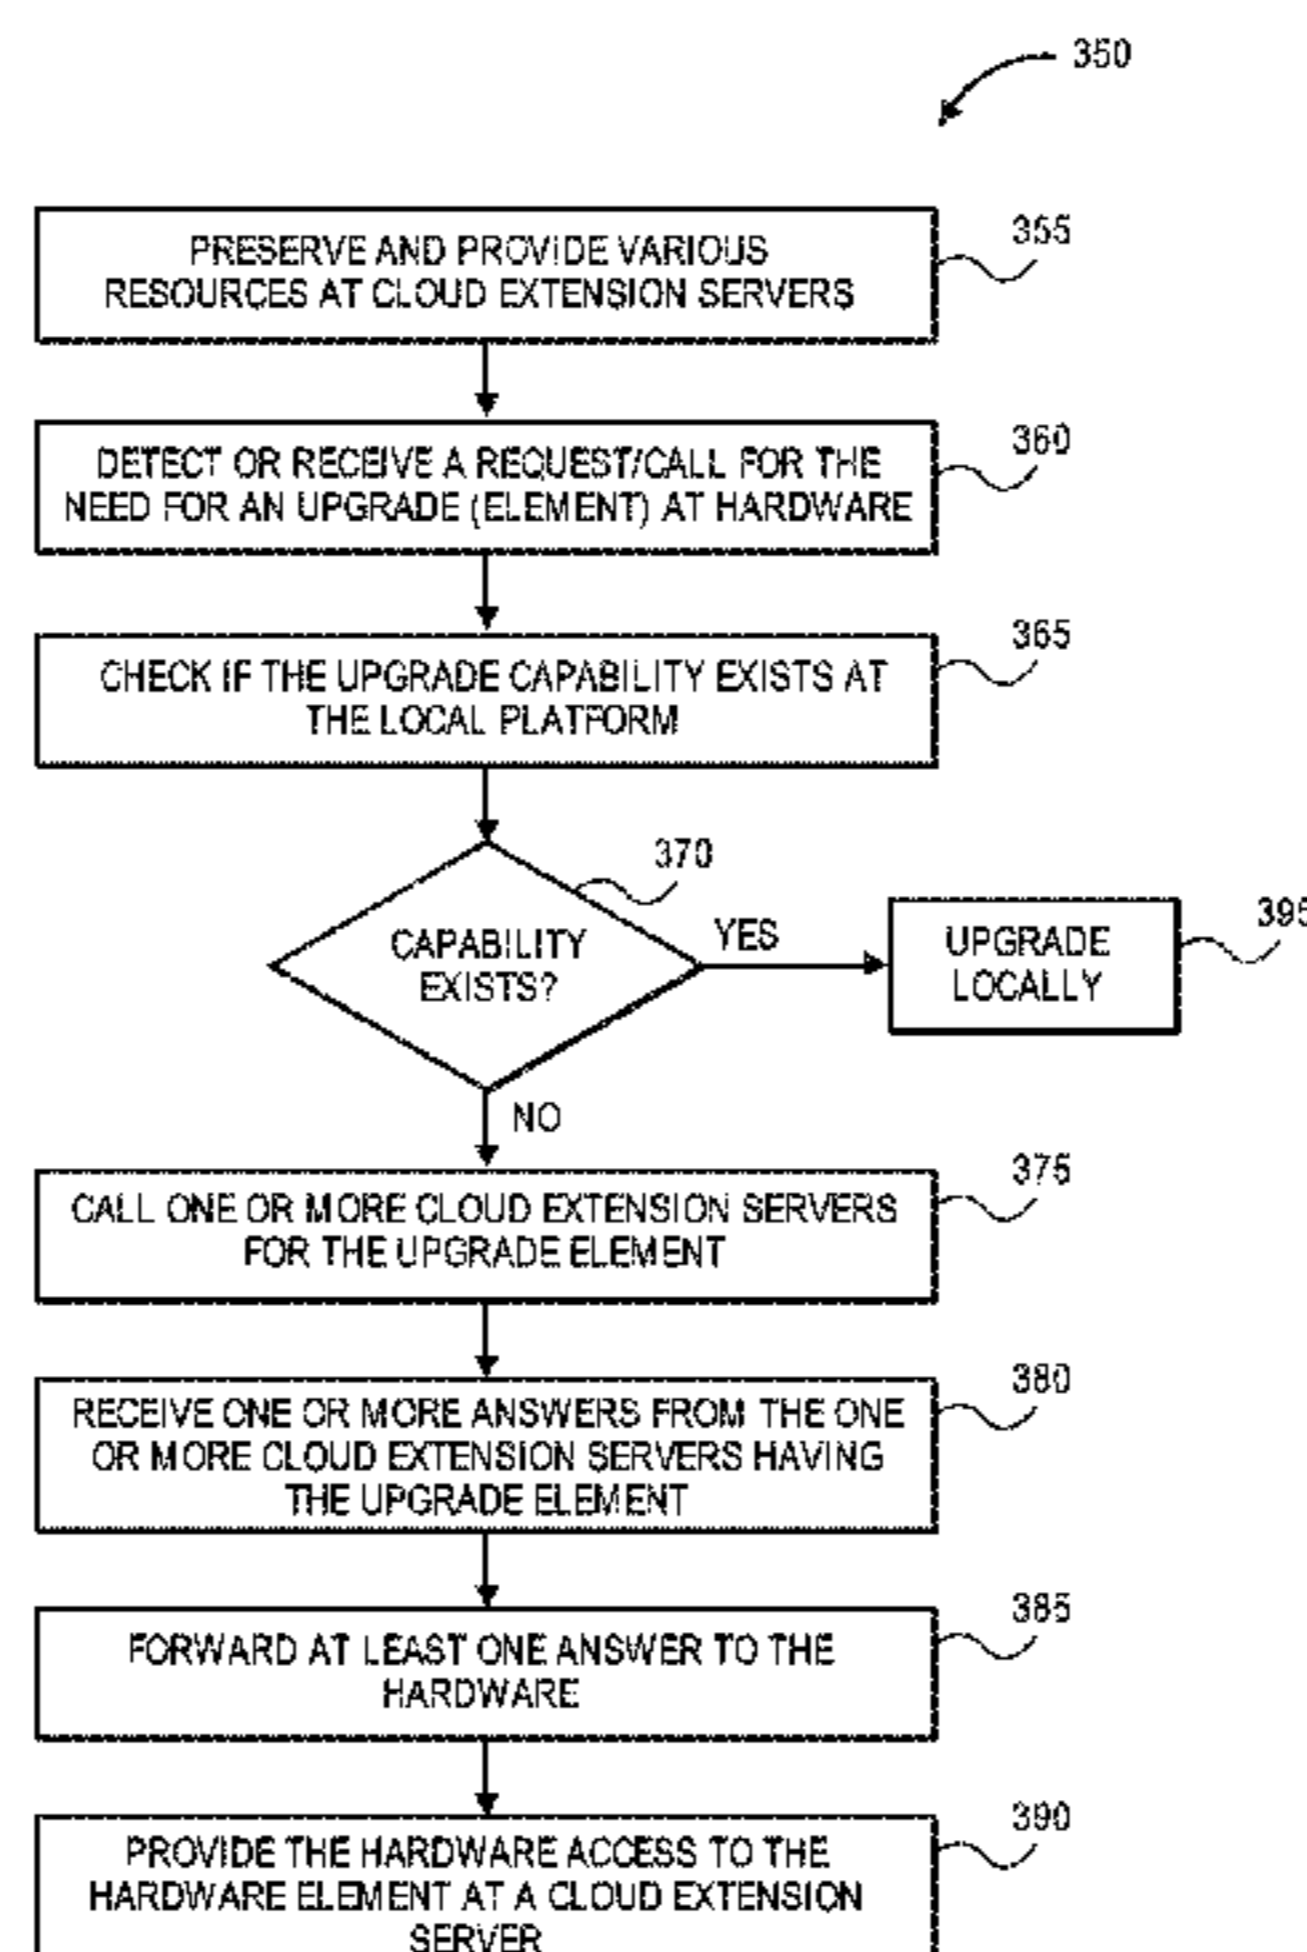 350
PRESERVE AND PROVIDE VARIOUS
RESOURCES AT CLOUD EXTENSION SERVERS
355
DETECT OR RECEIVE A REQUEST/CALL FOR THE
NEED FOR AN UPGRADE (ELEMENT) AT HARDWARE
360
CHECK IF THE UPGRADE CAPABILITY EXISTS AT
THE LOCAL PLATFORM
365
370
CAPABILITY
EXISTS?
YES
UPGRADE
LOCALLY
395
NO
CALL ONE OR MORE CLOUD EXTENSION SERVERS
FOR THE UPGRADE ELEMENT
375
RECEIVE ONE OR MORE ANSWERS FROM THE ONE
OR MORE CLOUD EXTENSION SERVERS HAVING
THE UPGRADE ELEMENT
380
FORWARD AT LEAST ONE ANSWER TO THE
HARDWARE
385
PROVIDE THE HARDWARE ACCESS TO THE
HARDWARE ELEMENT AT A CLOUD EXTENSION
SERVER
390